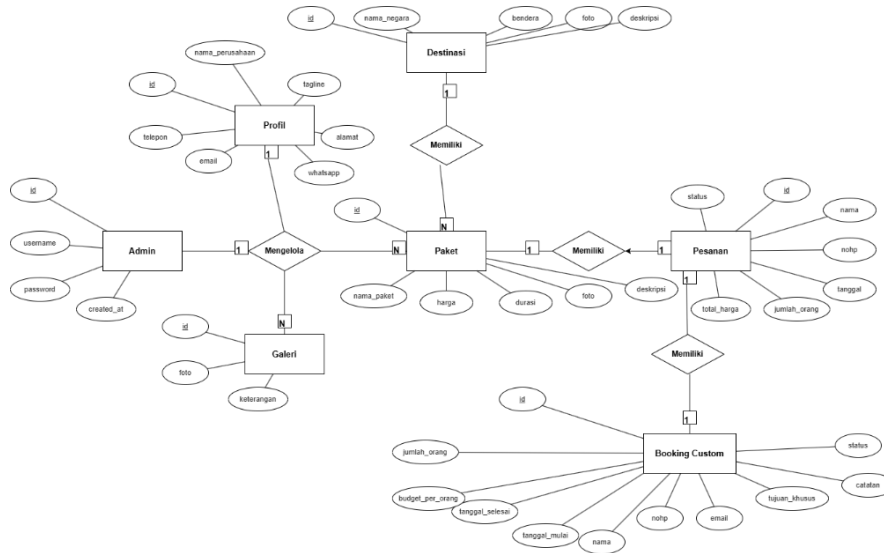 id
nama_negara
bendera
foto
deskripsi
Destinasi
nama_perusahaan
id
tagline
Profil
telepon
alamat
email
whatsapp
1
1
Memiliki
id
username
Admin
password
created_at
1
Mengelola
N
N
id
Paket
nama_paket
harga
durasi
foto
deskripsi
1
Memiliki
1
status
id
nama
Pesanan
nohp
tanggal
total_harga
jumlah_orang
1
N
id
foto
Galeri
keterangan
Memiliki
1
id
jumlah_orang
Booking Custom
status
budget_per_orang
tanggal_selesai
catatan
tujuan_khusus
tanggal_mulai
nama
nohp
email